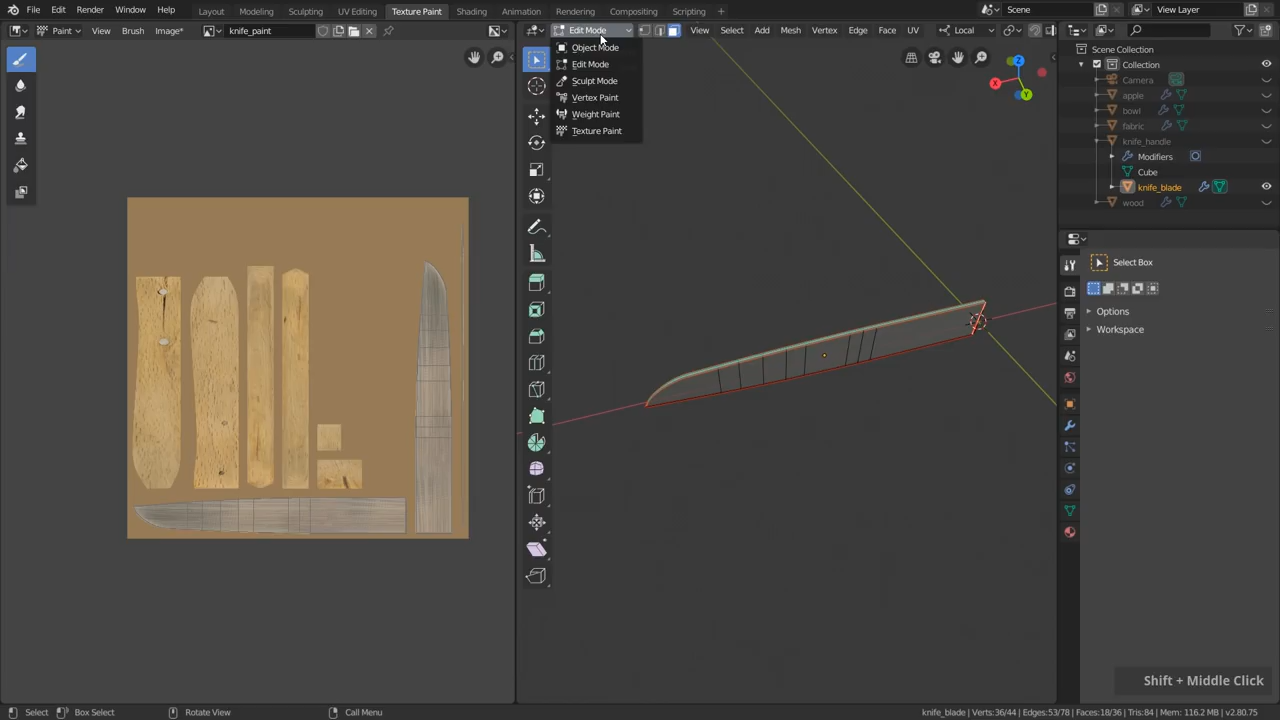 File Edit Render Window Help Layout Modeling Sculpting UV Editing Texture Paint Shading Animation Rendering Compositing Scripting + Scene View Layer
Paint View Brush Image* knife_paint Edit Mode View Select Add Mesh Vertex Edge Face UV Local
Object Mode
Edit Mode
Sculpt Mode
Vertex Paint
Weight Paint
Texture Paint
X
Y
Z
Scene Collection
Collection
Camera
apple
bowl
fabric
knife_handle
Modifiers
Cube
knife_blade
wood
Select Box
Options
Workspace
Shift + Middle Click
Select Box Select Rotate View Call Menu knife_blade | Verts:36/44 | Edges:53/78 | Faces:18/36 | Tris:84 | Mem: 116.2 MB | v2.80.75